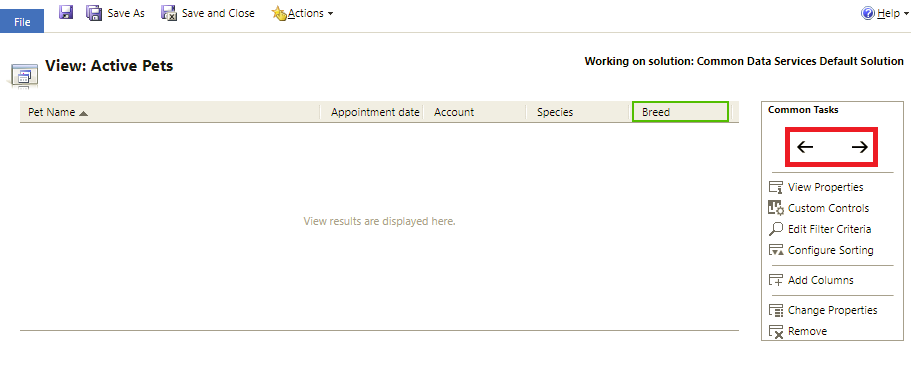 File Save As Save and Close Actions Help
View: Active Pets
Working on solution: Common Data Services Default Solution
Pet Name Appointment date Account Species Breed
View results are displayed here.
Common Tasks
View Properties
Custom Controls
Edit Filter Criteria
Configure Sorting
Add Columns
Change Properties
Remove